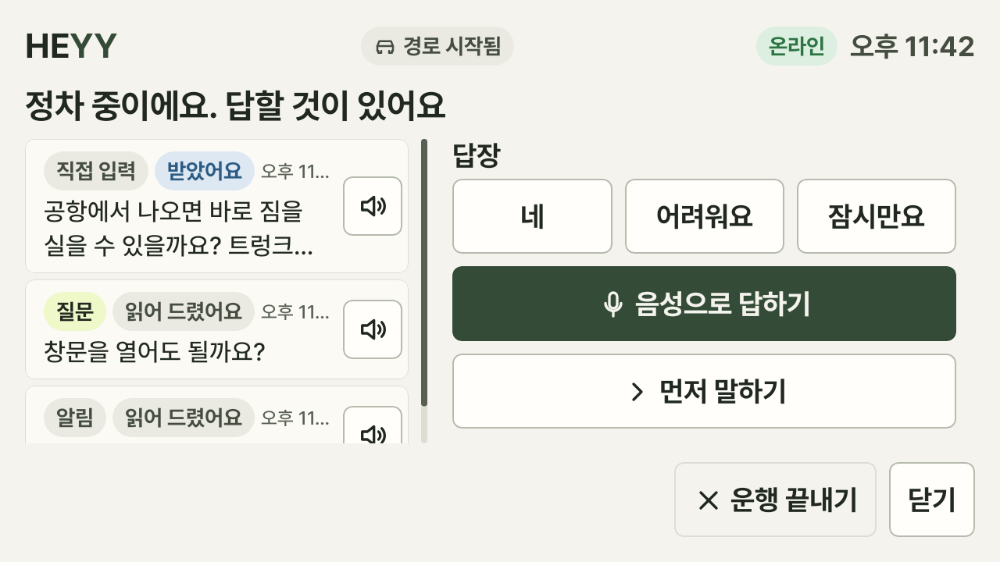 HEYY
경로 시작됨
온라인
오후 11:42
정차 중이에요. 답할 것이 있어요
직접 입력
받았어요
오후 11...
공항에서 나오면 바로 짐을
실을 수 있을까요? 트렁크...
질문
읽어 드렸어요
오후 11...
창문을 열어도 될까요?
알림
읽어 드렸어요
오후 11...
답장
네
어려워요
잠시만요
음성으로 답하기
먼저 말하기
운행 끝내기
닫기